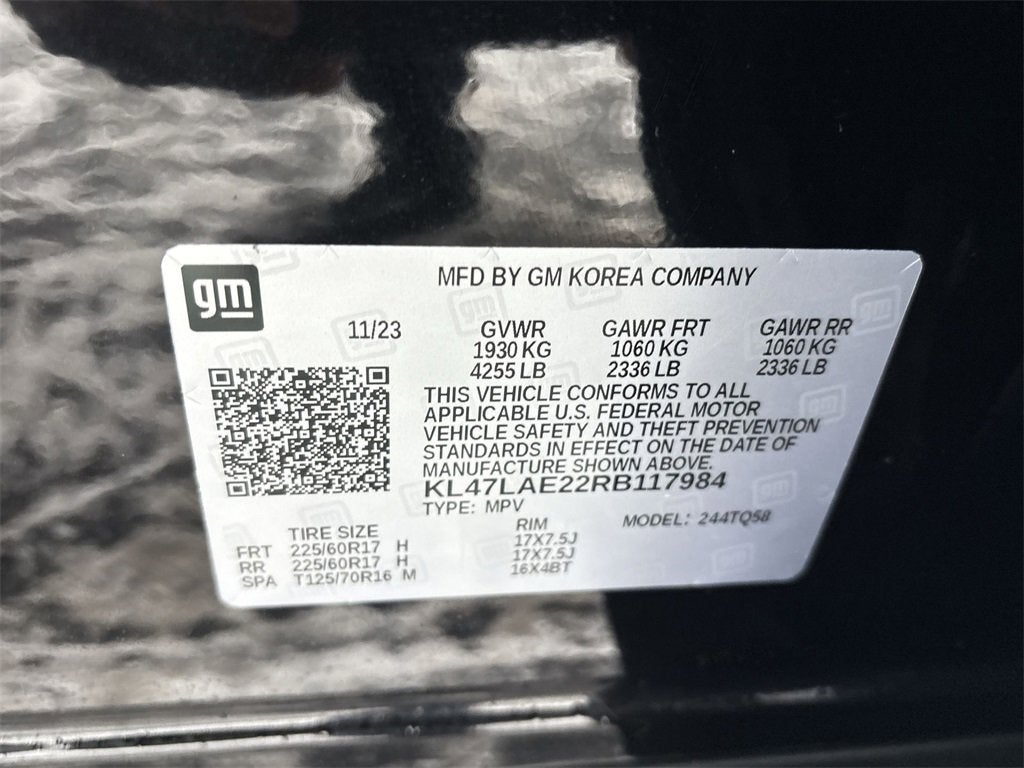 gm
MFD BY GM KOREA COMPANY
11/23 GVWR GAWR FRT GAWR RR
1930 KG 1060 KG 1060 KG
4255 LB 2336 LB 2336 LB
THIS VEHICLE CONFORMS TO ALL
APPLICABLE U.S. FEDERAL MOTOR
VEHICLE SAFETY AND THEFT PREVENTION
STANDARDS IN EFFECT ON THE DATE OF
MANUFACTURE SHOWN ABOVE.
KL47LAE22RB117984
TYPE: MPV MODEL: 244TQ58
TIRE SIZE RIM
FRT 225/60R17 H 17X7.5J
RR 225/60R17 H 17X7.5J
SPA T125/70R16 M 16X4BT